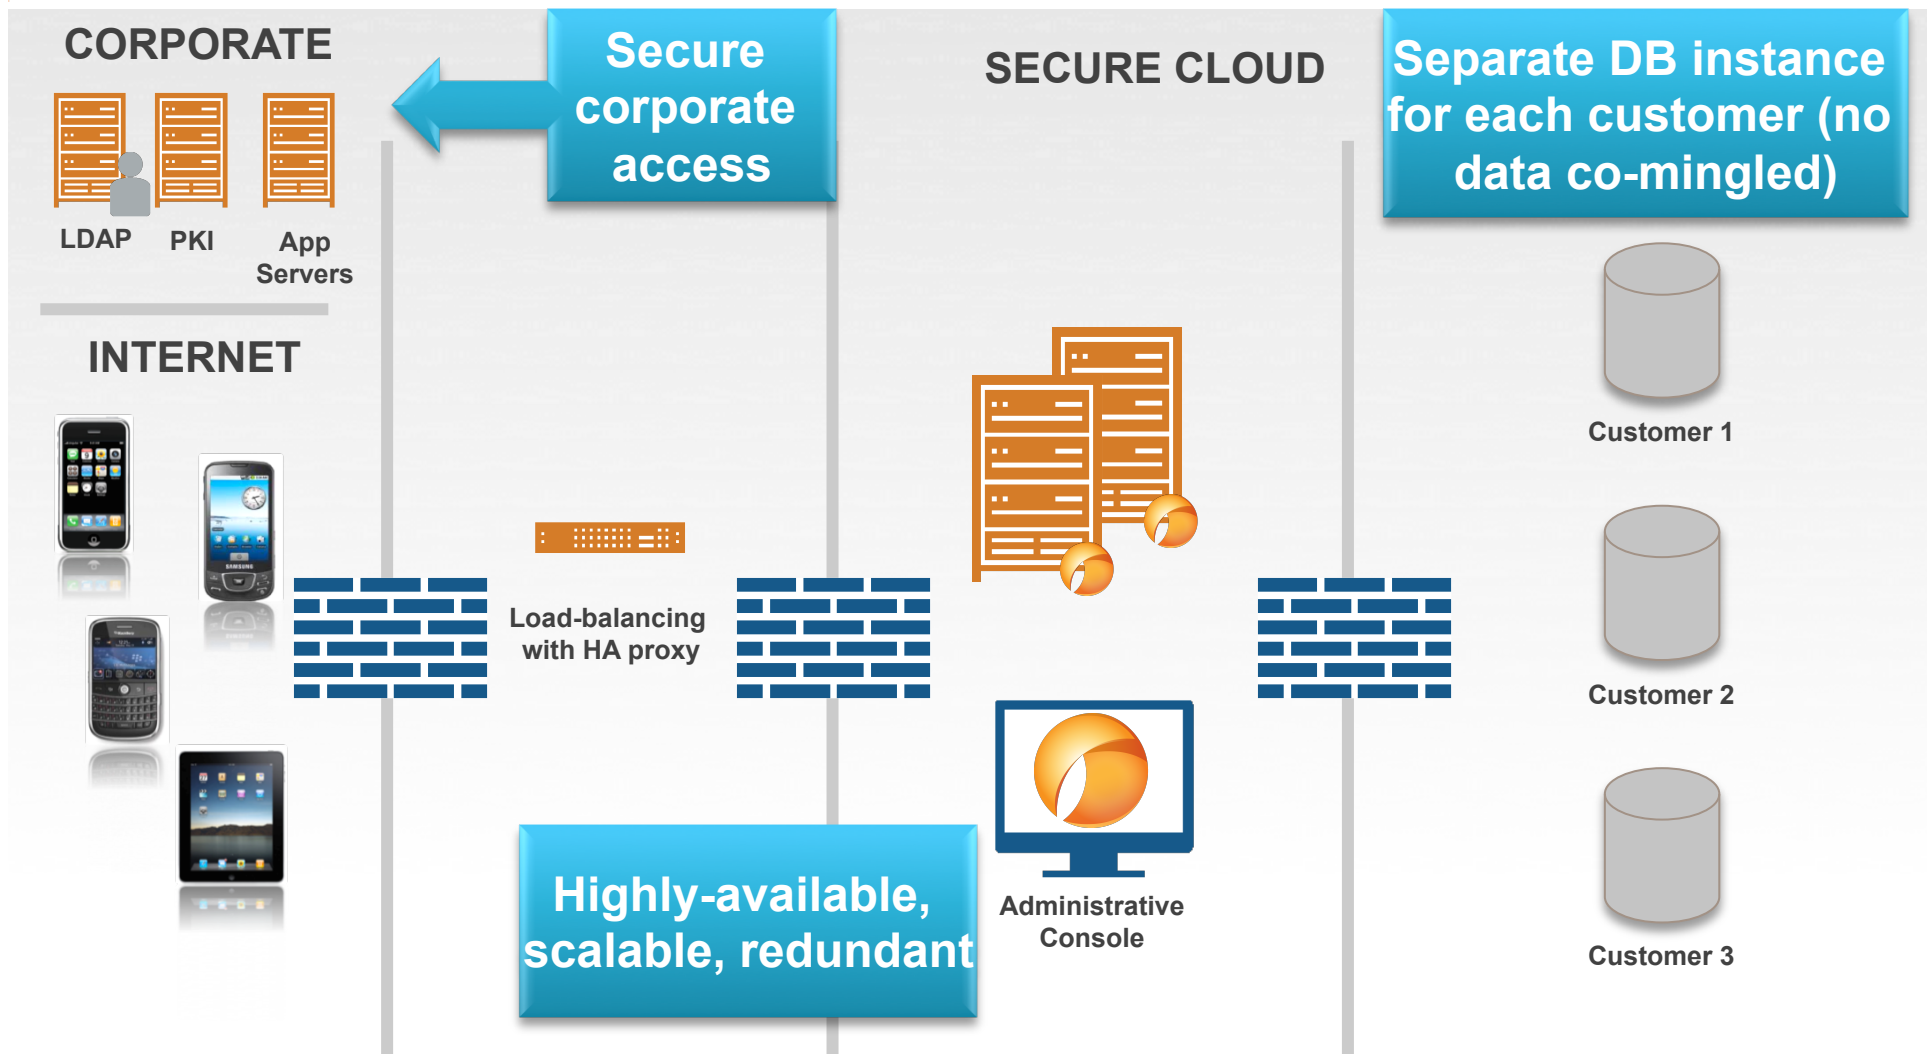 CORPORATE
LDAP
PKI
App
Servers
INTERNET
SAMSUNG
Secure
corporate
access
Load-balancing
with HA proxy
Highly-available,
scalable, redundant
SECURE CLOUD
Administrative
Console
Separate DB instance
for each customer (no
data co-mingled)
Customer 1
Customer 2
Customer 3